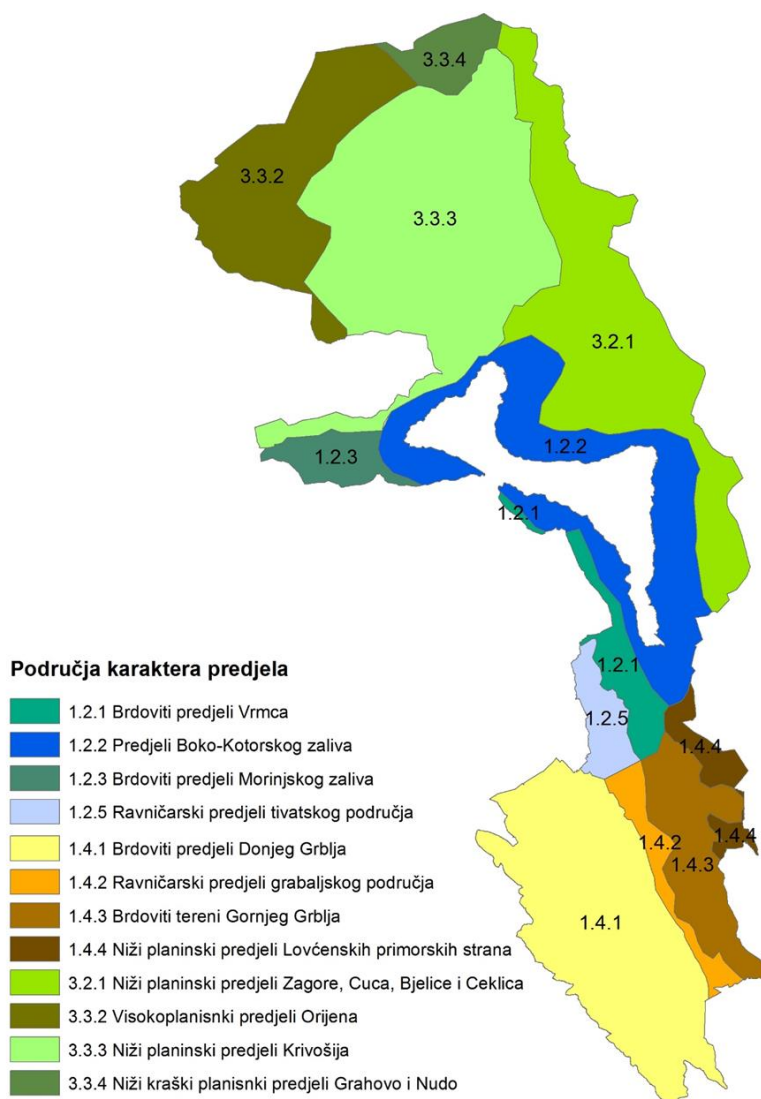 3.3.4
3.3.2
3.3.3
3.2.1
1.2.2
1.2.3
1.2.1
1.2.1
1.2.5
1.4.4
1.4.4
1.4.2
1.4.3
1.4.1
Područja karaktera predjela
1.2.1 Brdoviti predjeli Vrmca
1.2.2 Predjeli Boko-Kotorskog zaliva
1.2.3 Brdoviti predjeli Morinjskog zaliva
1.2.5 Ravničarski predjeli tivatskog područja
1.4.1 Brdoviti predjeli Donjeg Grblja
1.4.2 Ravničarski predjeli grabaljskog područja
1.4.3 Brdoviti tereni Gornjeg Grblja
1.4.4 Niži planinski predjeli Lovćenskih primorskih strana
3.2.1 Niži planinski predjeli Zagore, Cuca, Bjelice i Ceklica
3.3.2 Visokoplanisnki predjeli Orijena
3.3.3 Niži planinski predjeli Krivošija
3.3.4 Niži kraški planisnki predjeli Grahovo i Nudo